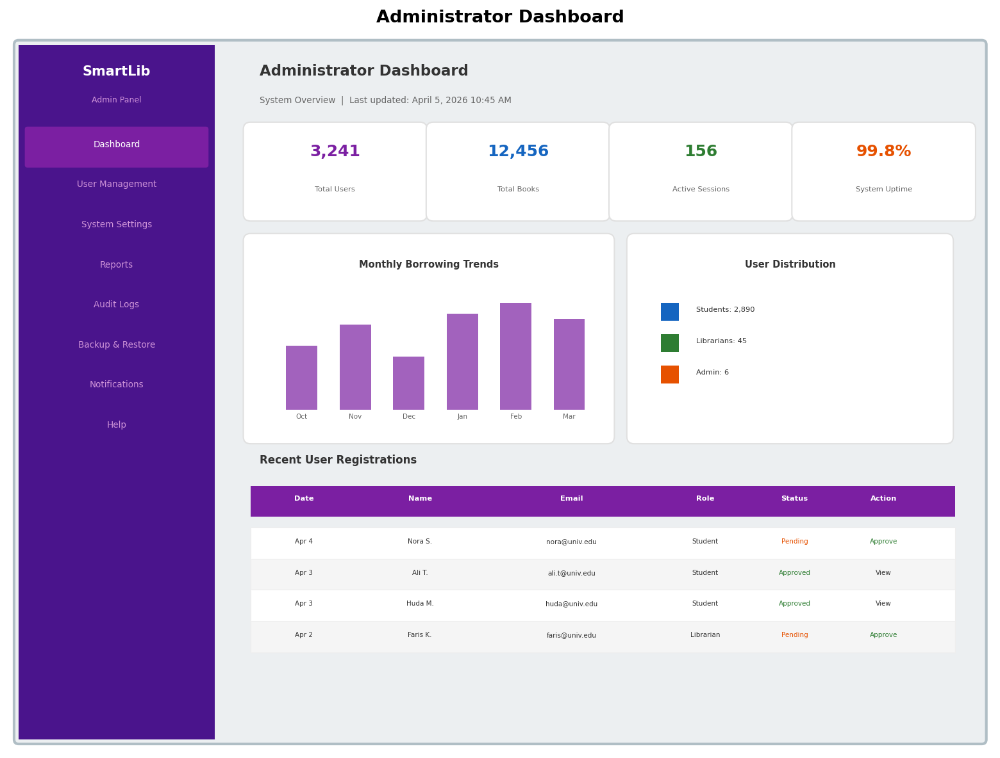 Administrator Dashboard
SmartLib
Admin Panel
Dashboard
User Management
System Settings
Reports
Audit Logs
Backup & Restore
Notifications
Help
Administrator Dashboard
System Overview | Last updated: April 5, 2026 10:45 AM
3,241
Total Users
12,456
Total Books
156
Active Sessions
99.8%
System Uptime
Monthly Borrowing Trends
Oct Nov Dec Jan Feb Mar
User Distribution
Students: 2,890
Librarians: 45
Admin: 6
Recent User Registrations
Date Name Email Role Status Action
Apr 4 Nora S. nora@univ.edu Student Pending Approve
Apr 3 Ali T. ali.t@univ.edu Student Approved View
Apr 3 Huda M. huda@univ.edu Student Approved View
Apr 2 Faris K. faris@univ.edu Librarian Pending Approve